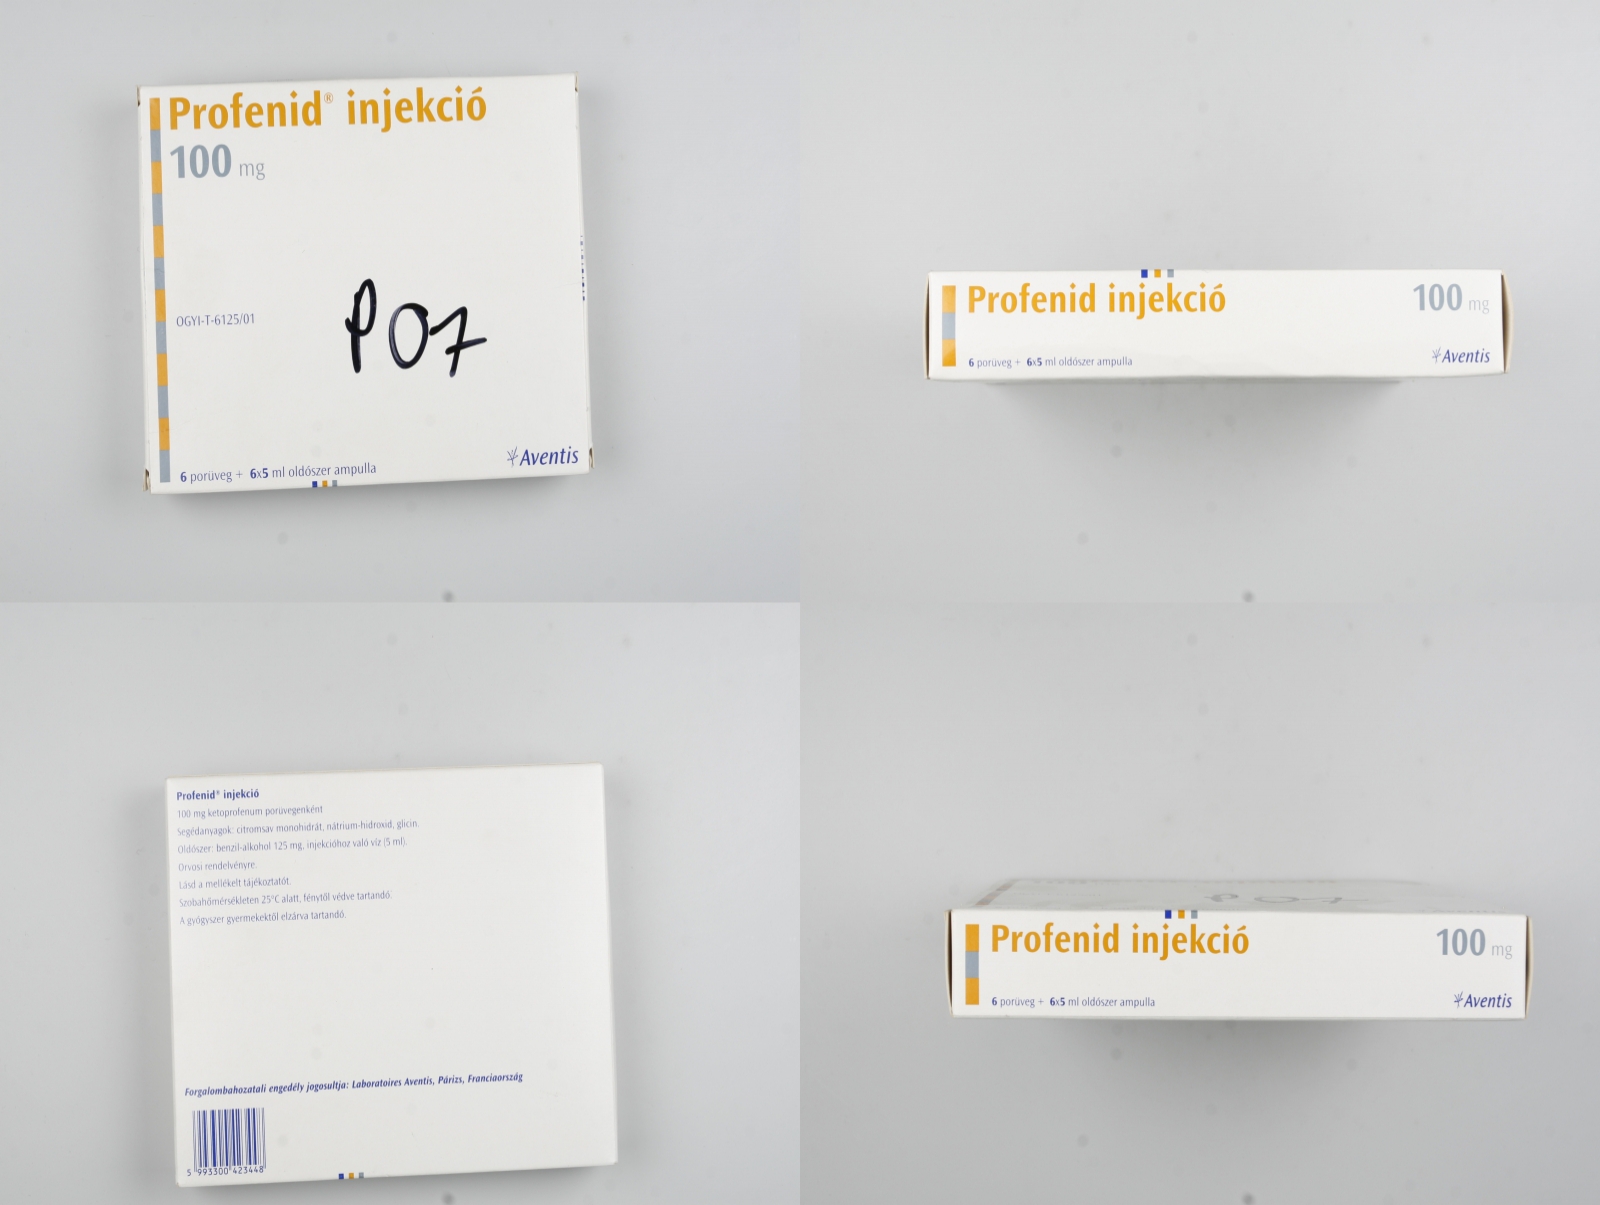 Profenid® injekció
100 mg
OGYI-T-6125/01
P07
6 porüveg + 6x5 ml oldószer ampulla
Aventis
Profenid injekció
100 mg
6 porüveg + 6x5 ml oldószer ampulla
Aventis
Profenid® injekció
100 mg ketoprofenum porüvegenként
Segédanyagok: citromsav monohidrát, nátrium-hidroxid, glicin.
Oldószer: benzil-alkohol 125 mg, injekcióhoz való víz (5 ml).
Orvosi rendelvényre.
Lásd a mellékelt tájékoztatót.
Szobahőmérsékleten 25°C alatt, fénytől védve tartandó.
A gyógyszer gyermekektől elzárva tartandó.
Forgalombahozatali engedély jogosultja: Laboratoires Aventis, Párizs, Franciaország
5 993300 423448
P07
Profenid injekció
100 mg
6 porüveg + 6x5 ml oldószer ampulla
Aventis